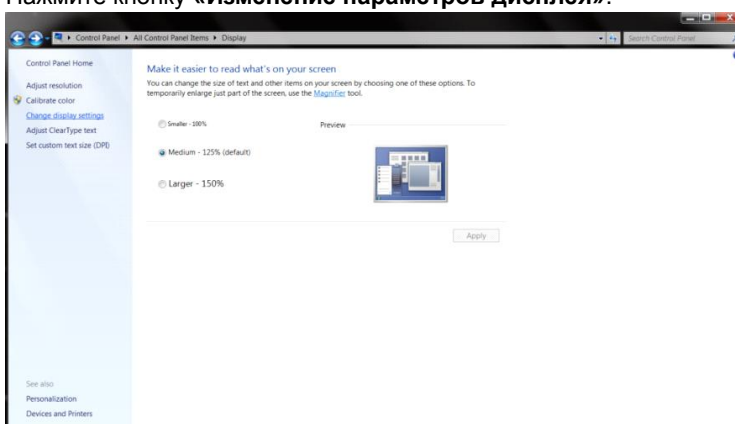 Нажмите кнопку «Изменение параметров дисплея».
Control Panel ▸ All Control Panel Items ▸ Display
Search Control Panel
Control Panel Home
Adjust resolution
Calibrate color
Change display settings
Adjust ClearType text
Set custom text size (DPI)
Make it easier to read what's on your screen
You can change the size of text and other items on your screen by choosing one of these options. To
temporarily enlarge just part of the screen, use the Magnifier tool.
Smaller - 100%
Preview
Medium - 125% (default)
Larger - 150%
Apply
See also
Personalization
Devices and Printers